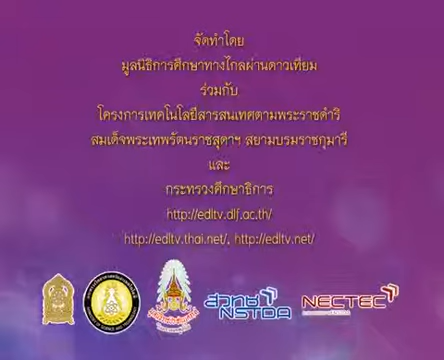 จัดทำโดย
มูลนิธิการศึกษาทางไกลผ่านดาวเทียม
ร่วมกับ
โครงการเทคโนโลยีสารสนเทศตามพระราชดำริ
สมเด็จพระเทพรัตนราชสุดาฯ สยามบรมราชกุมารี
และ
กระทรวงศึกษาธิการ
http://edltv.dlf.ac.th/
http://edltv.thai.net/, http://edltv.net/
สวทช NECTEC
NSTDA